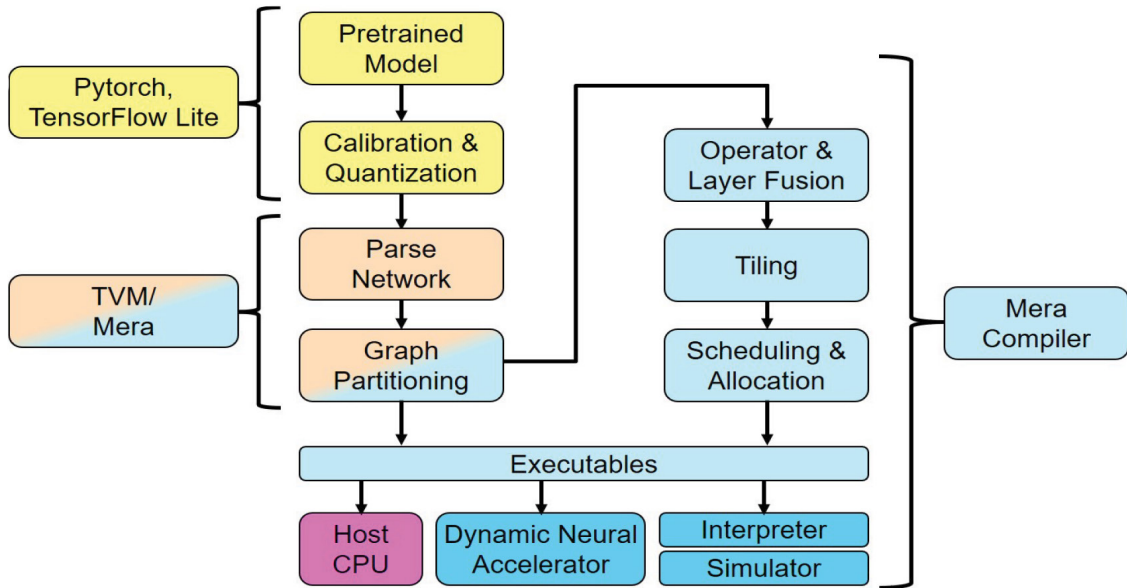 Pytorch,
TensorFlow Lite
Pretrained
Model
Calibration &
Quantization
TVM/
Mera
Parse
Network
Graph
Partitioning
Operator &
Layer Fusion
Tiling
Scheduling &
Allocation
Mera
Compiler
Executables
Host
CPU
Dynamic Neural
Accelerator
Interpreter
Simulator